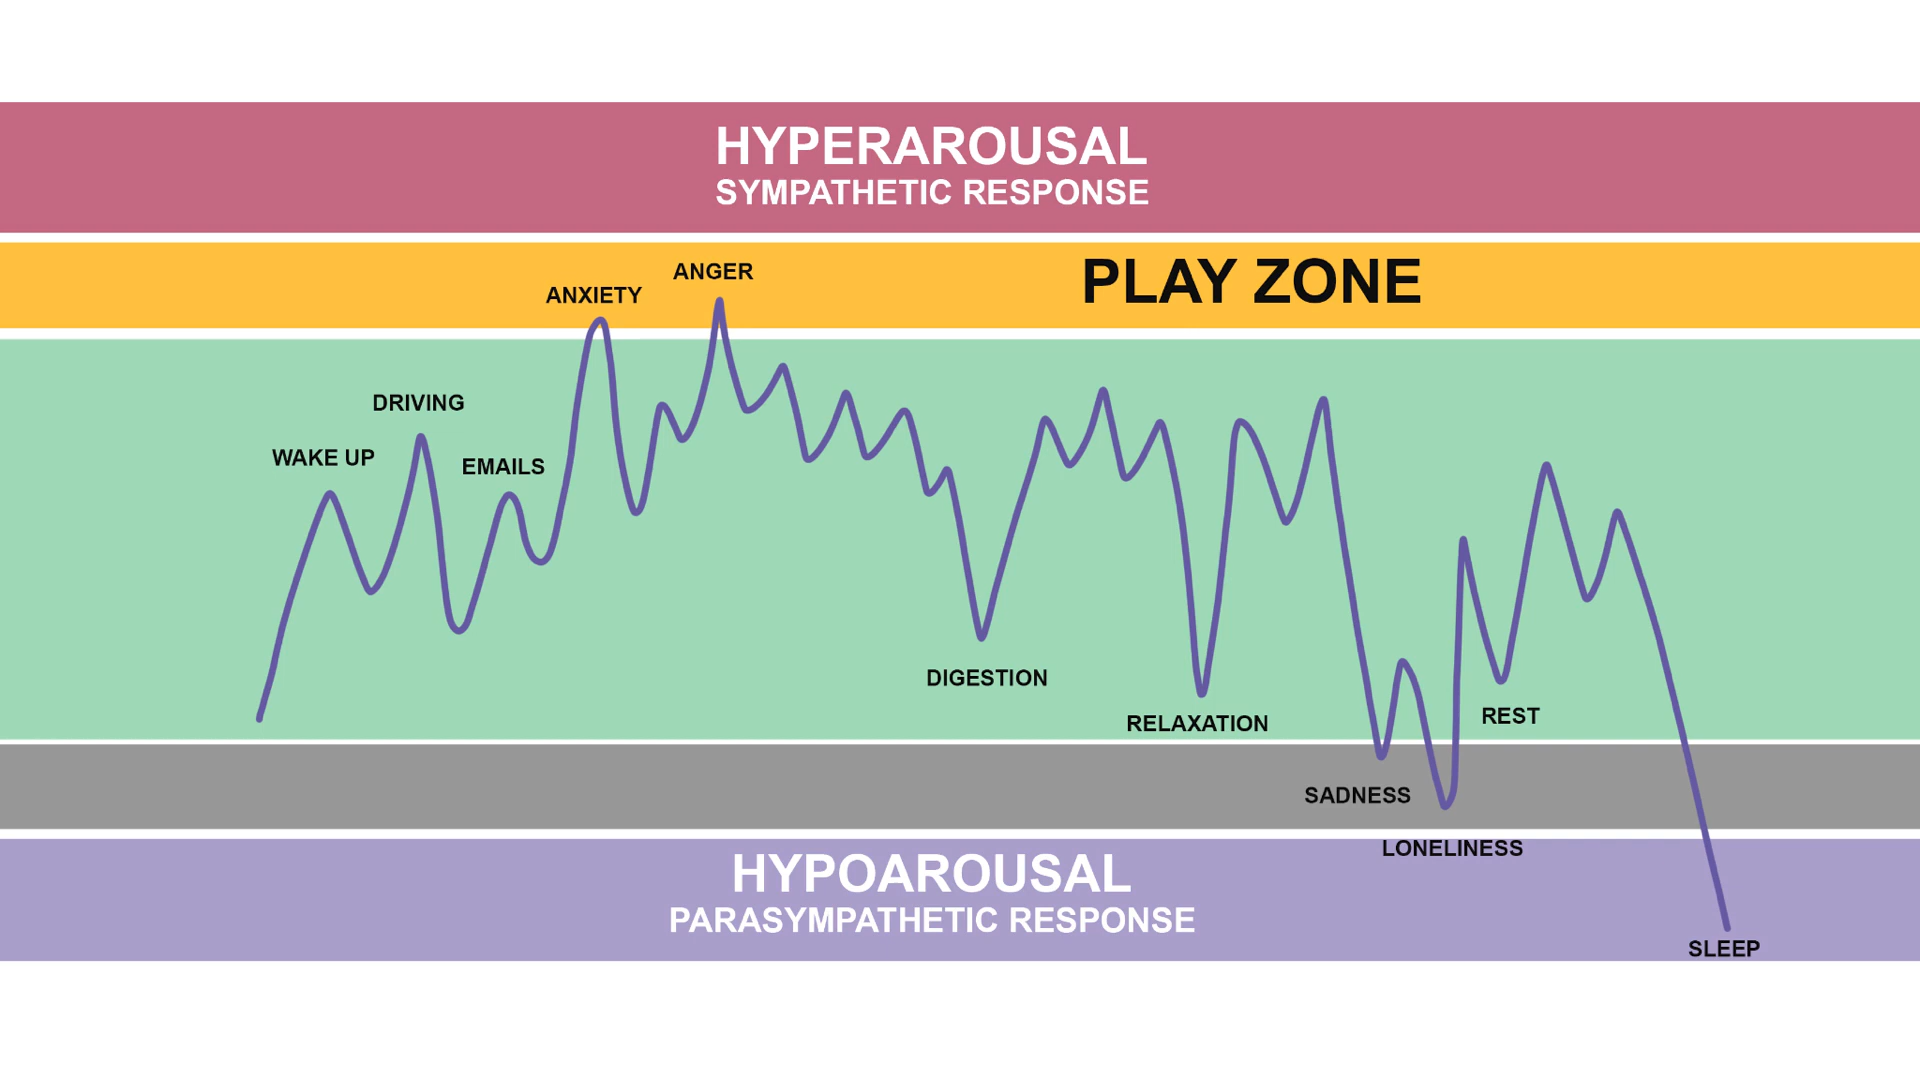 HYPERAROUSAL
SYMPATHETIC RESPONSE
PLAY ZONE
ANGER
ANXIETY
DRIVING
WAKE UP
EMAILS
DIGESTION
RELAXATION
REST
SADNESS
LONELINESS
HYPOAROUSAL
PARASYMPATHETIC RESPONSE
SLEEP